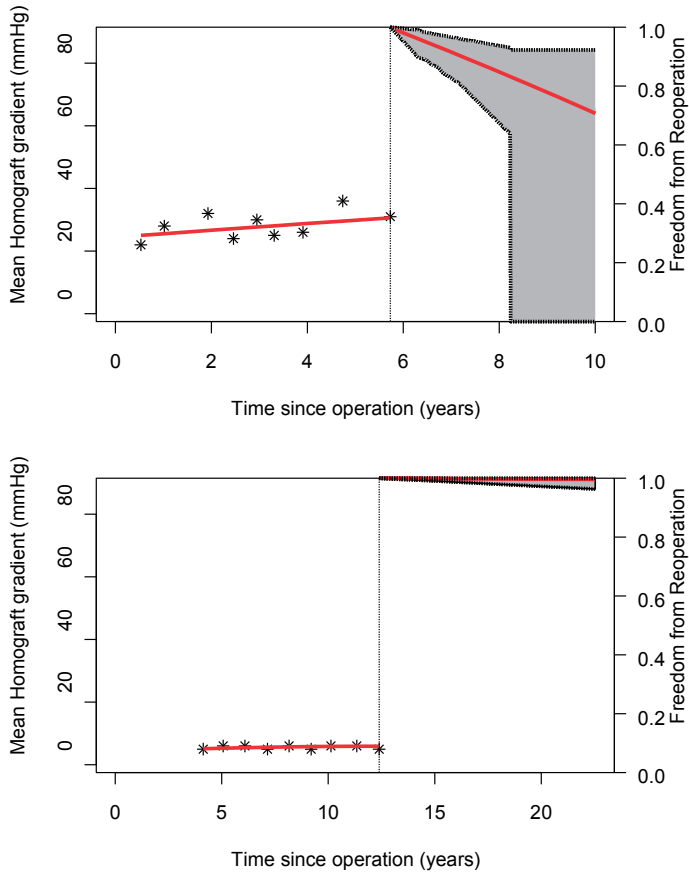 Mean Homograft gradient (mmHg)
80
60
40
20
0
1.0
0.8
0.6
0.4
0.2
0.0
Freedom from Reoperation
0 2 4 6 8 10
Time since operation (years)
Mean Homograft gradient (mmHg)
80
60
40
20
0
1.0
0.8
0.6
0.4
0.2
0.0
Freedom from Reoperation
0 5 10 15 20
Time since operation (years)